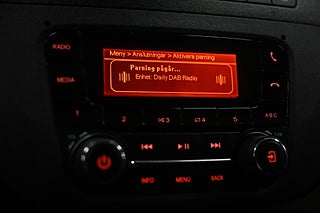 Meny > Anslutningar > Aktivera parning
RADIO
Parning pågår...
Enhet: Daily DAB Radio
MEDIA
1 2 3 4 5 A-B-C
INFO MENU BACK